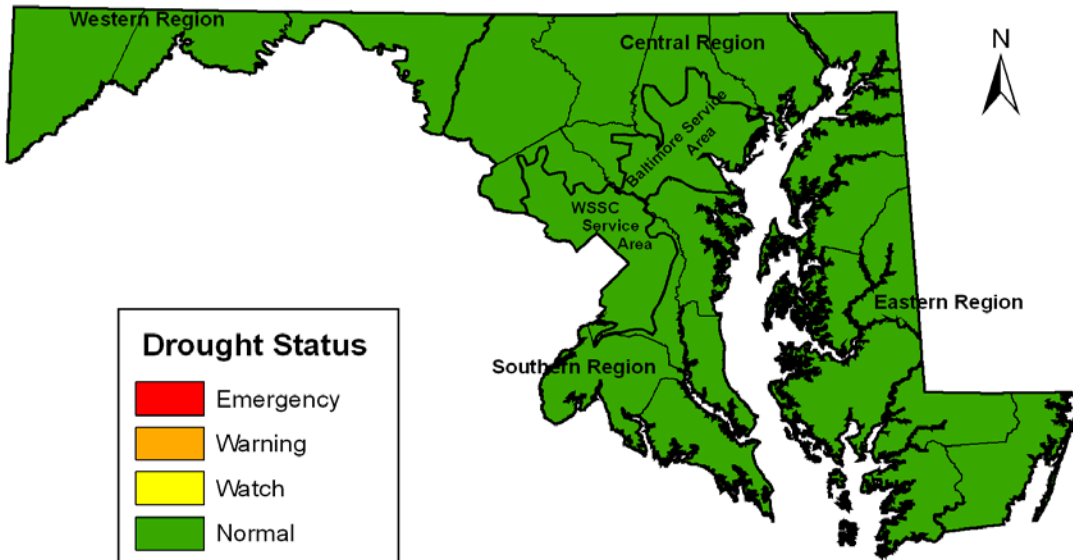 Western Region
Central Region
N
Baltimore Service
Area
WSSC
Service
Area
Eastern Region
Southern Region
Drought Status
Emergency
Warning
Watch
Normal